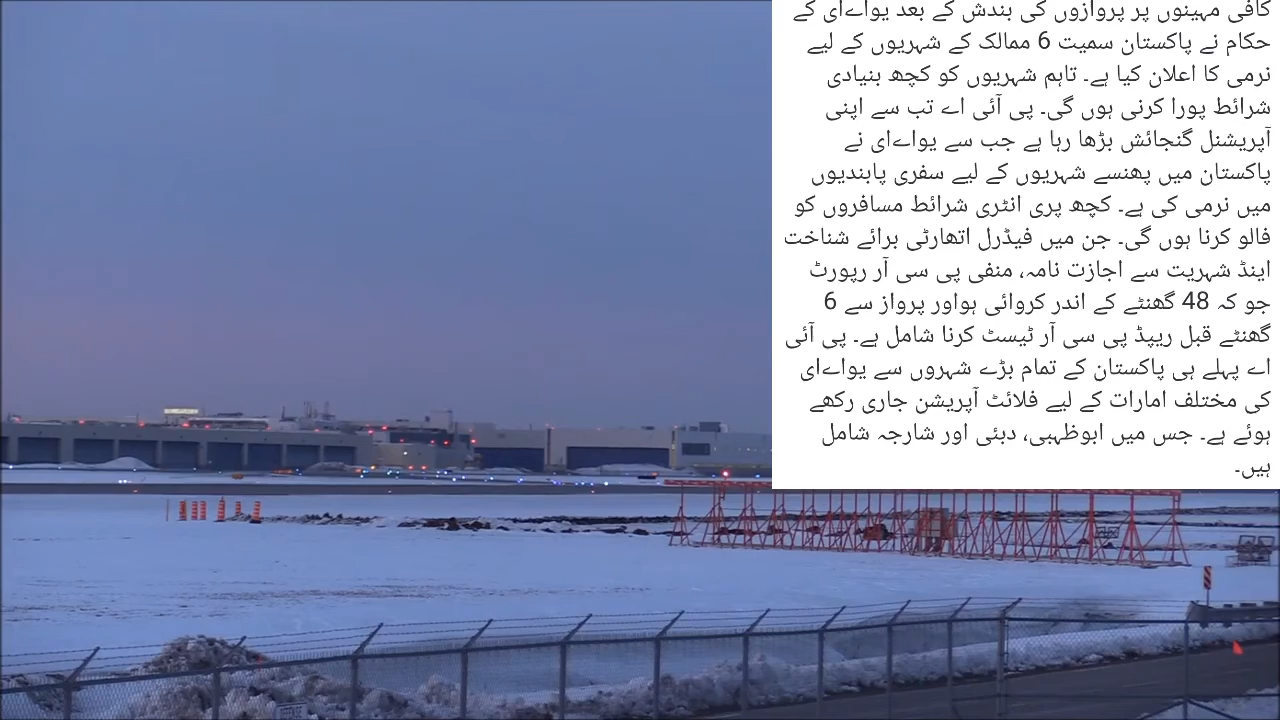 کافی مہینوں پر پروازوں کی بندش کے بعد یواےای کے
حکام نے پاکستان سمیت 6 ممالک کے شہریوں کے لیے
نرمی کا اعلان کیا ہے۔ تاہم شہریوں کو کچھ بنیادی
شرائط پورا کرنی ہوں گی۔ پی آئی اے تب سے اپنی
آپریشنل گنجائش بڑھا رہا ہے جب سے یواےای نے
پاکستان میں پھنسے شہریوں کے لیے سفری پابندیوں
میں نرمی کی ہے۔ کچھ پری انٹری شرائط مسافروں کو
فالو کرنا ہوں گی۔ جن میں فیڈرل اتھارٹی برائے شناخت
اینڈ شہریت سے اجازت نامہ، منفی پی سی آر رپورٹ
جو کہ 48 گھنٹے کے اندر کروائی ہواور پرواز سے 6
گھنٹے قبل ریپڈ پی سی آر ٹیسٹ کرنا شامل ہے۔ پی آئی
اے پہلے ہی پاکستان کے تمام بڑے شہروں سے یواےای
کی مختلف امارات کے لیے فلائٹ آپریشن جاری رکھے
ہوئے ہے۔ جس میں ابوظہبی، دبئی اور شارجہ شامل
ہیں۔